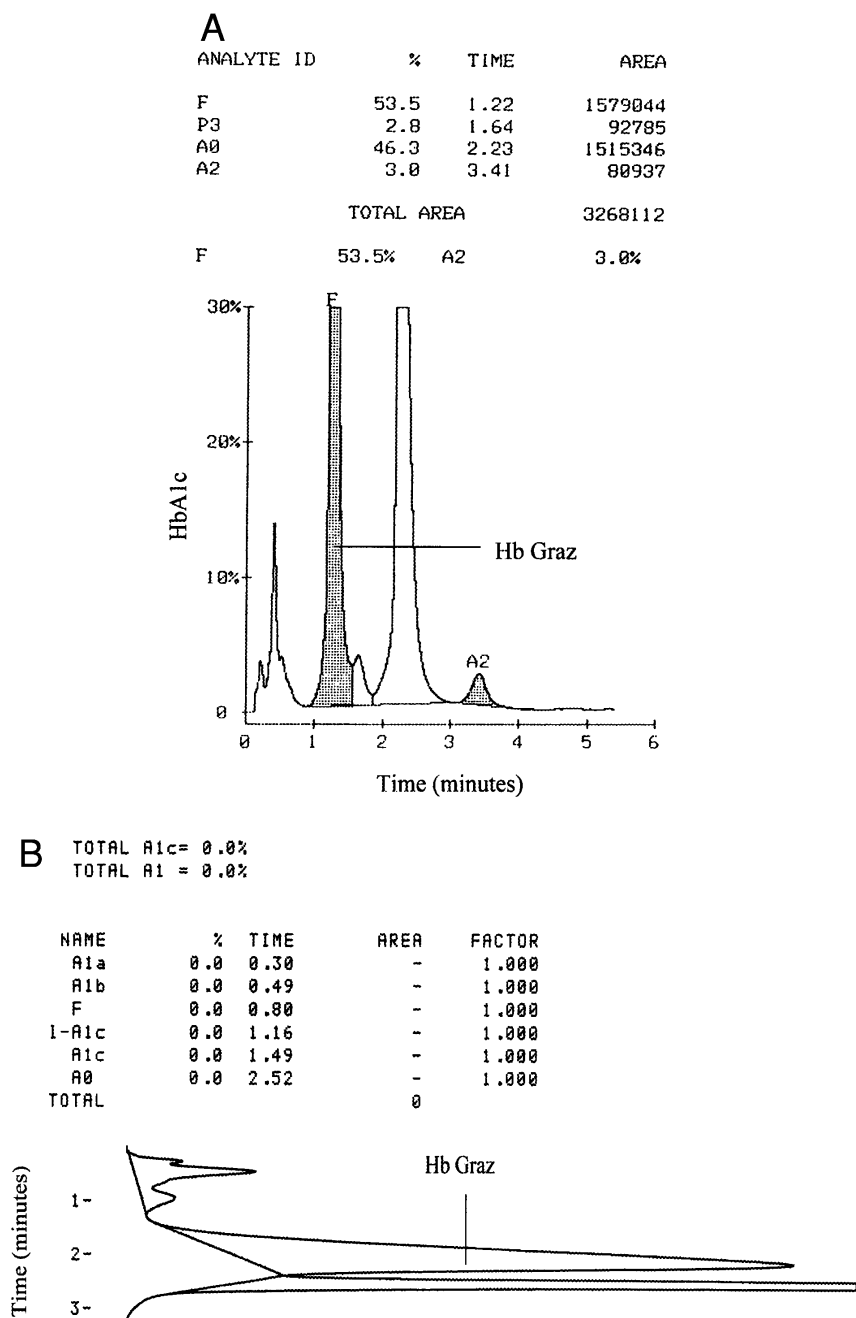 A
ANALYTE ID % TIME AREA
F 53.5 1.22 1579044
P3 2.8 1.64 92785
A0 46.3 2.23 1515346
A2 3.0 3.41 80937
TOTAL AREA 3268112
F 53.5% A2 3.0%
F
30%
20%
HbA1c
Hb Graz
10%
A2
0
0 1 2 3 4 5 6
Time (minutes)
B
TOTAL A1c= 0.0%
TOTAL A1 = 0.0%
NAME % TIME AREA FACTOR
A1a 0.0 0.30 - 1.000
A1b 0.0 0.49 - 1.000
F 0.0 0.80 - 1.000
l-A1c 0.0 1.16 - 1.000
A1c 0.0 1.49 - 1.000
A0 0.0 2.52 - 1.000
TOTAL 0
Hb Graz
Time (minutes)
1-
2-
3-